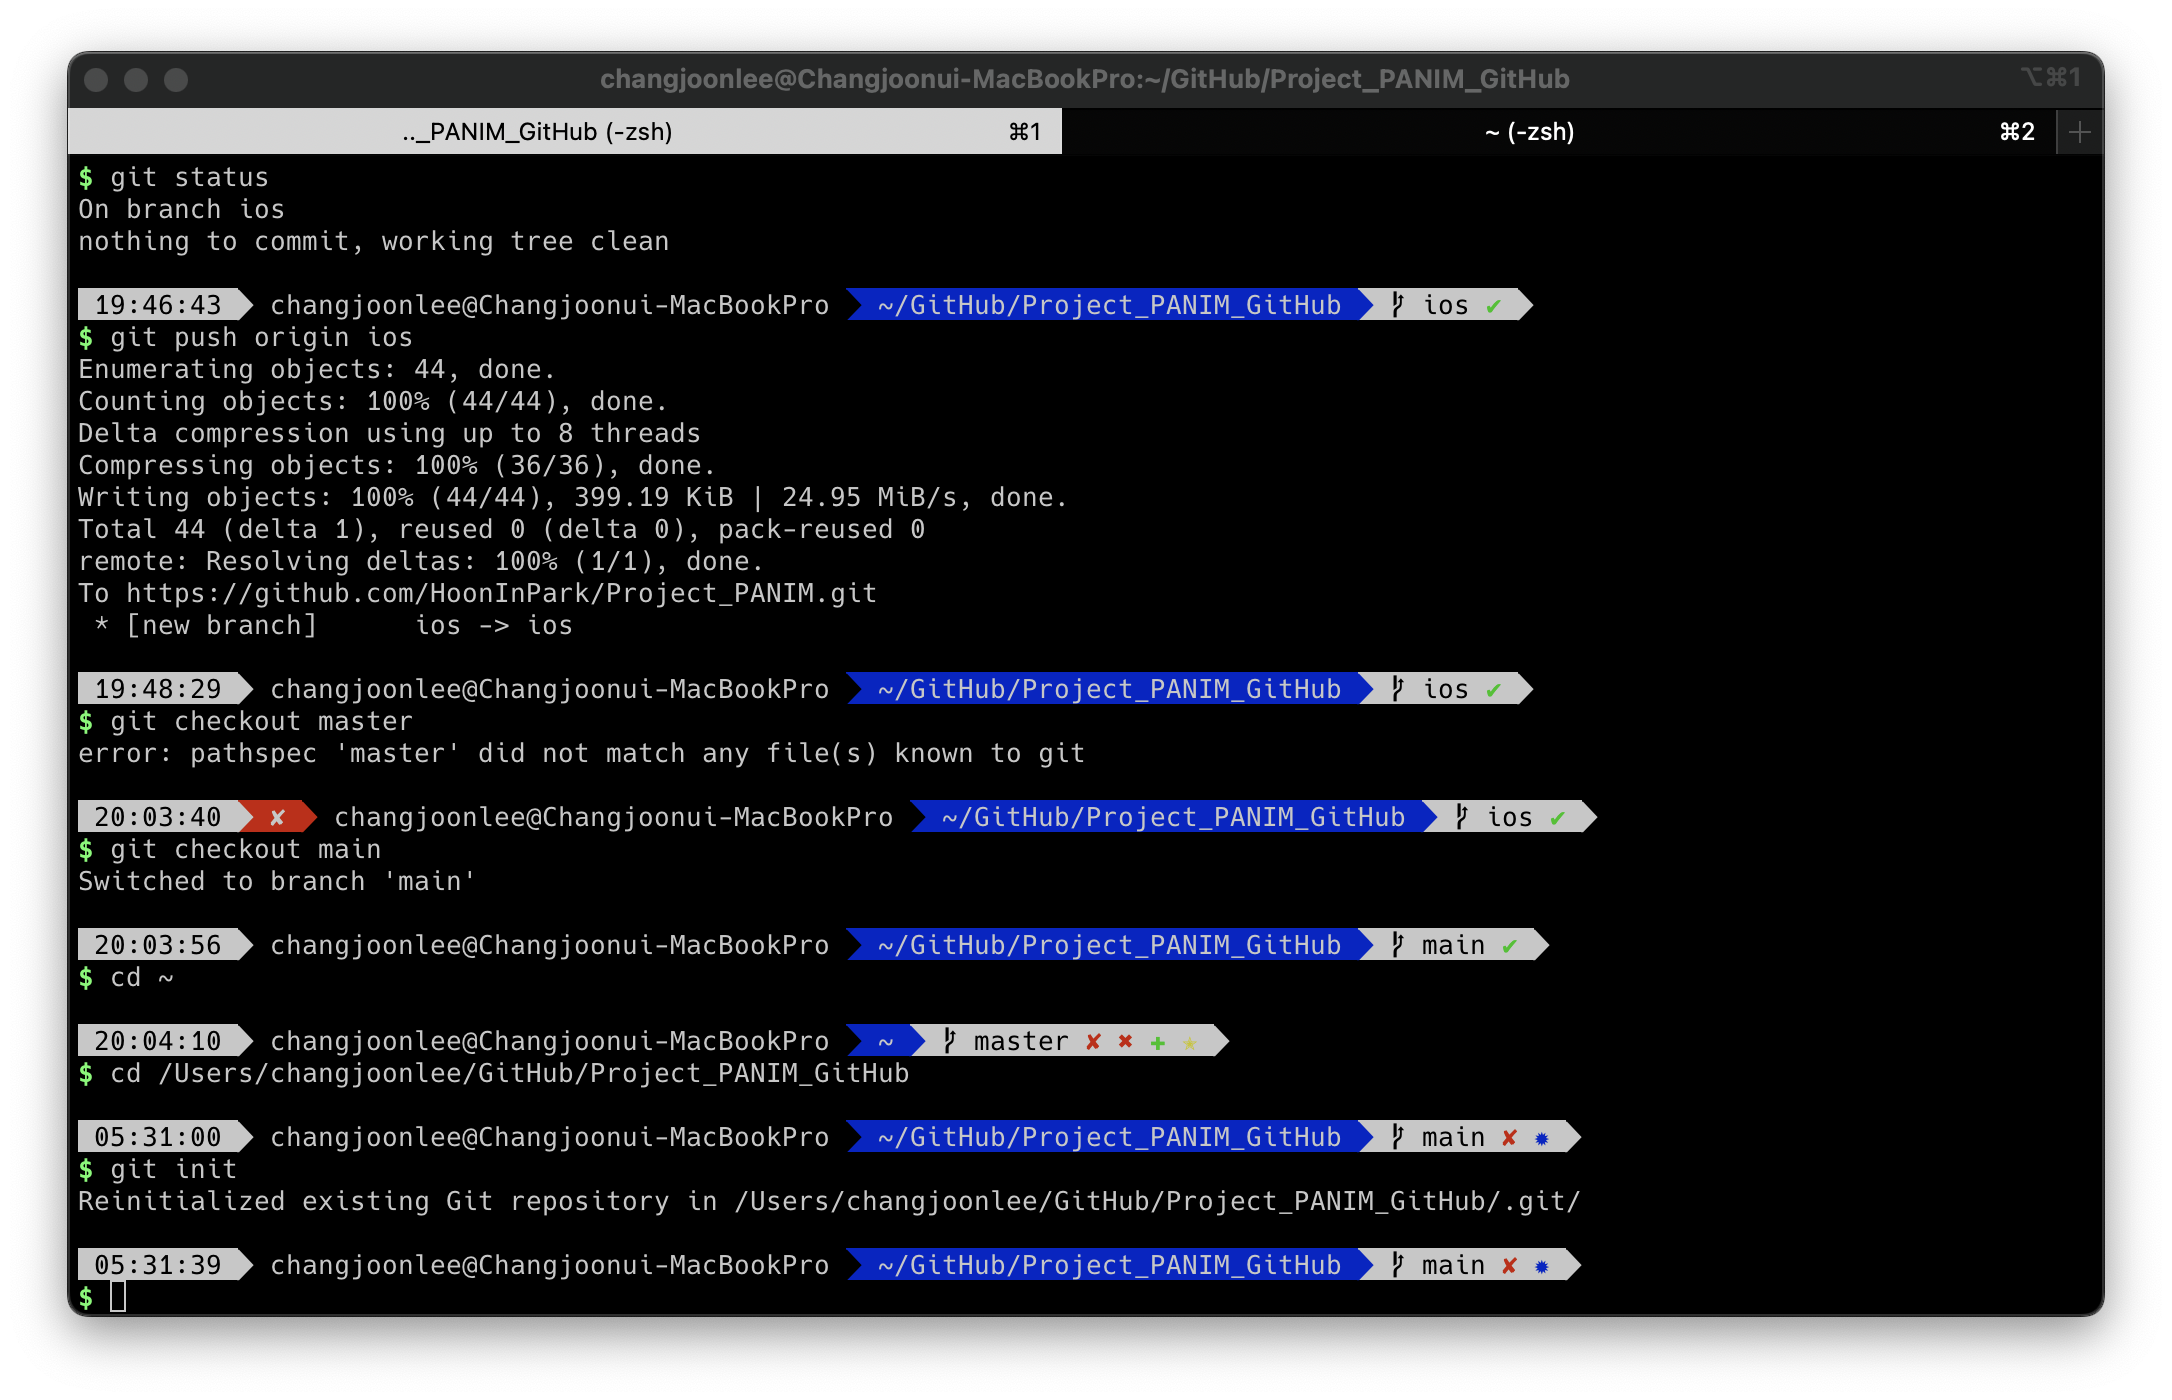 changjoonlee@Changjoonui-MacBookPro:~/GitHub/Project_PANIM_GitHub ⌥⌘1
.._PANIM_GitHub (-zsh) ⌘1 ~ (-zsh) ⌘2 +
$ git status
On branch ios
nothing to commit, working tree clean
19:46:43 changjoonlee@Changjoonui-MacBookPro ~/GitHub/Project_PANIM_GitHub ios ✔
$ git push origin ios
Enumerating objects: 44, done.
Counting objects: 100% (44/44), done.
Delta compression using up to 8 threads
Compressing objects: 100% (36/36), done.
Writing objects: 100% (44/44), 399.19 KiB | 24.95 MiB/s, done.
Total 44 (delta 1), reused 0 (delta 0), pack-reused 0
remote: Resolving deltas: 100% (1/1), done.
To https://github.com/HoonInPark/Project_PANIM.git
 * [new branch]      ios -> ios
19:48:29 changjoonlee@Changjoonui-MacBookPro ~/GitHub/Project_PANIM_GitHub ios ✔
$ git checkout master
error: pathspec 'master' did not match any file(s) known to git
20:03:40 ✘ changjoonlee@Changjoonui-MacBookPro ~/GitHub/Project_PANIM_GitHub ios ✔
$ git checkout main
Switched to branch 'main'
20:03:56 changjoonlee@Changjoonui-MacBookPro ~/GitHub/Project_PANIM_GitHub main ✔
$ cd ~
20:04:10 changjoonlee@Changjoonui-MacBookPro ~ master ✘ ✖ ✚ ★
$ cd /Users/changjoonlee/GitHub/Project_PANIM_GitHub
05:31:00 changjoonlee@Changjoonui-MacBookPro ~/GitHub/Project_PANIM_GitHub main ✘ ✹
$ git init
Reinitialized existing Git repository in /Users/changjoonlee/GitHub/Project_PANIM_GitHub/.git/
05:31:39 changjoonlee@Changjoonui-MacBookPro ~/GitHub/Project_PANIM_GitHub main ✘ ✹
$